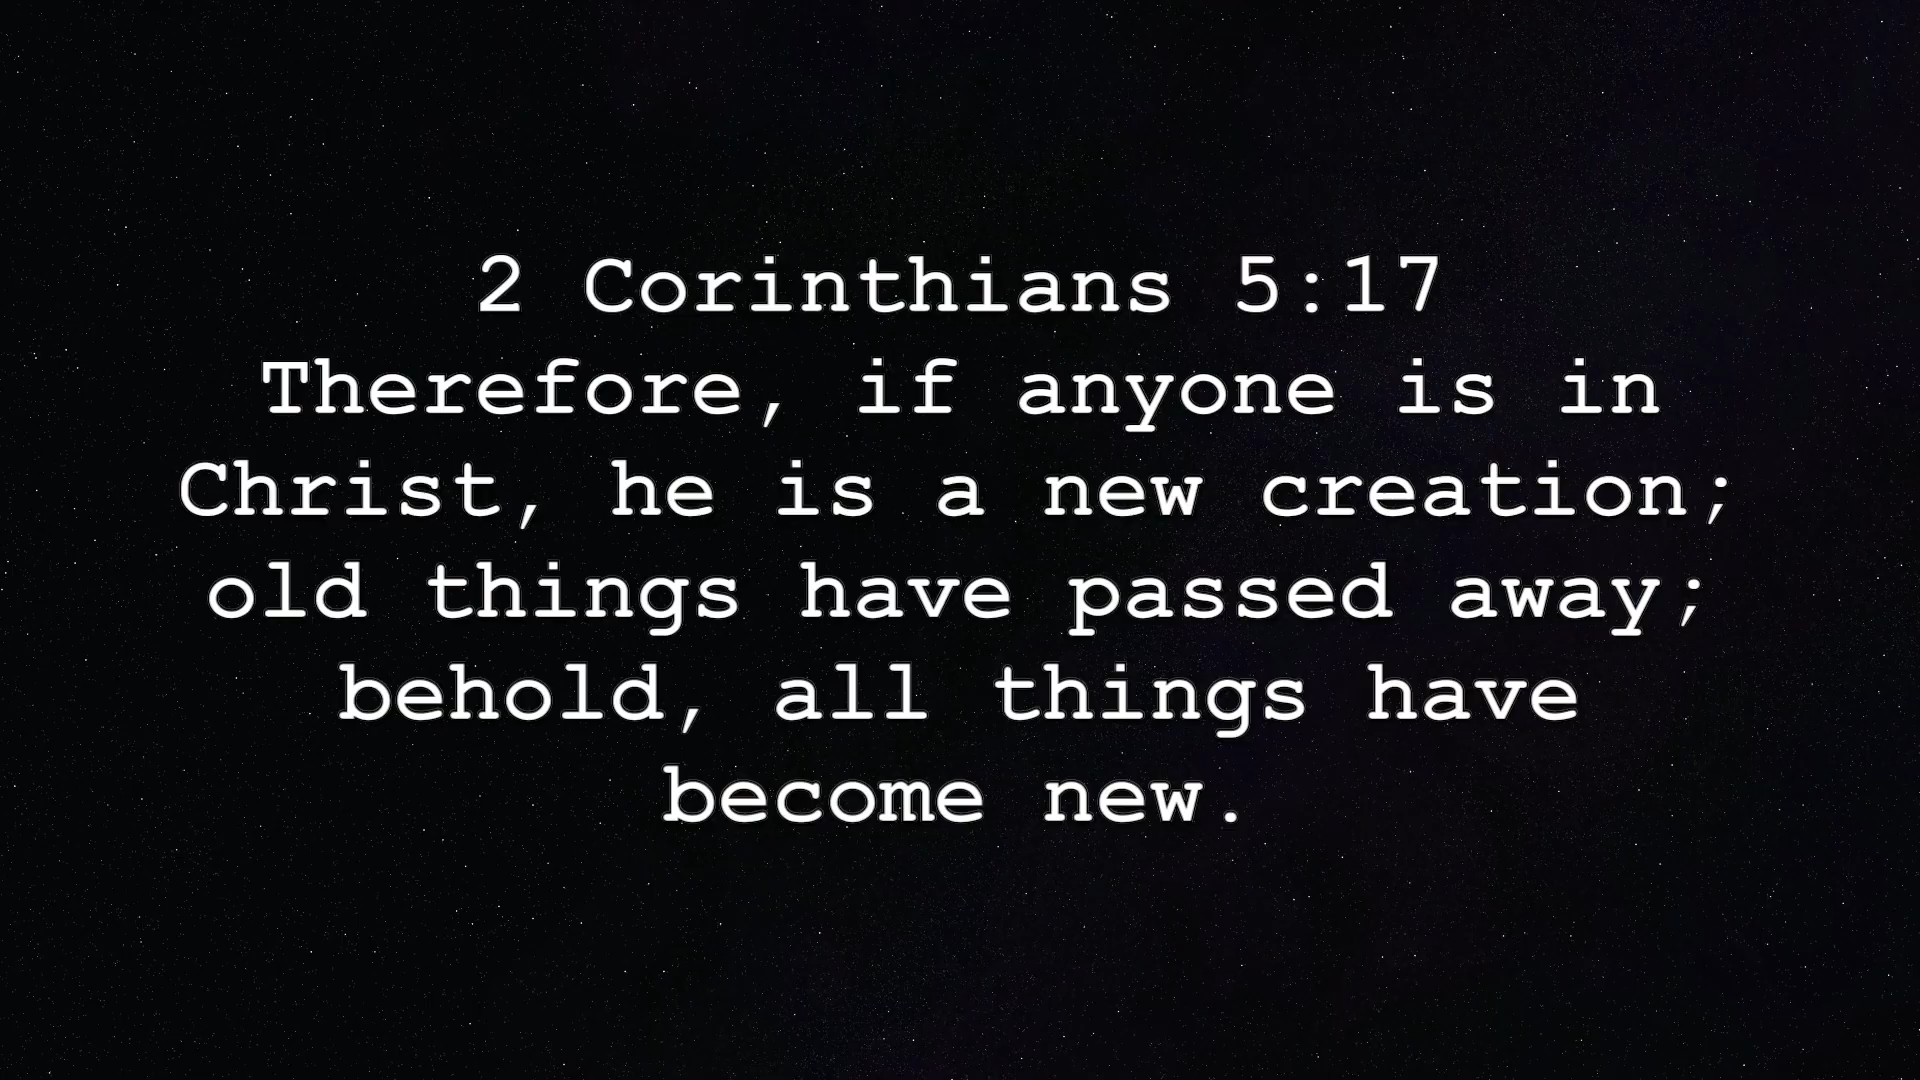 2 Corinthians 5:17
Therefore, if anyone is in
Christ, he is a new creation;
old things have passed away;
behold, all things have
become new.